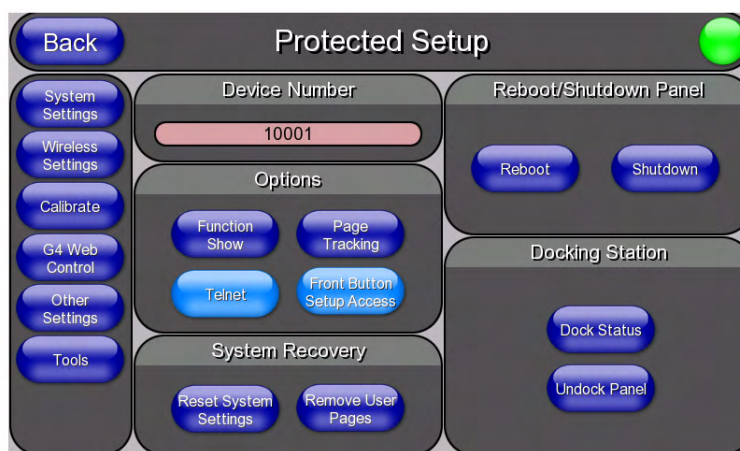 Back
Protected Setup
System
Settings
Wireless
Settings
Calibrate
G4 Web
Control
Other
Settings
Tools
Device Number
10001
Options
Function
Show
Page
Tracking
Telnet
Front Button
Setup Access
System Recovery
Reset System
Settings
Remove User
Pages
Reboot/Shutdown Panel
Reboot
Shutdown
Docking Station
Dock Status
Undock Panel